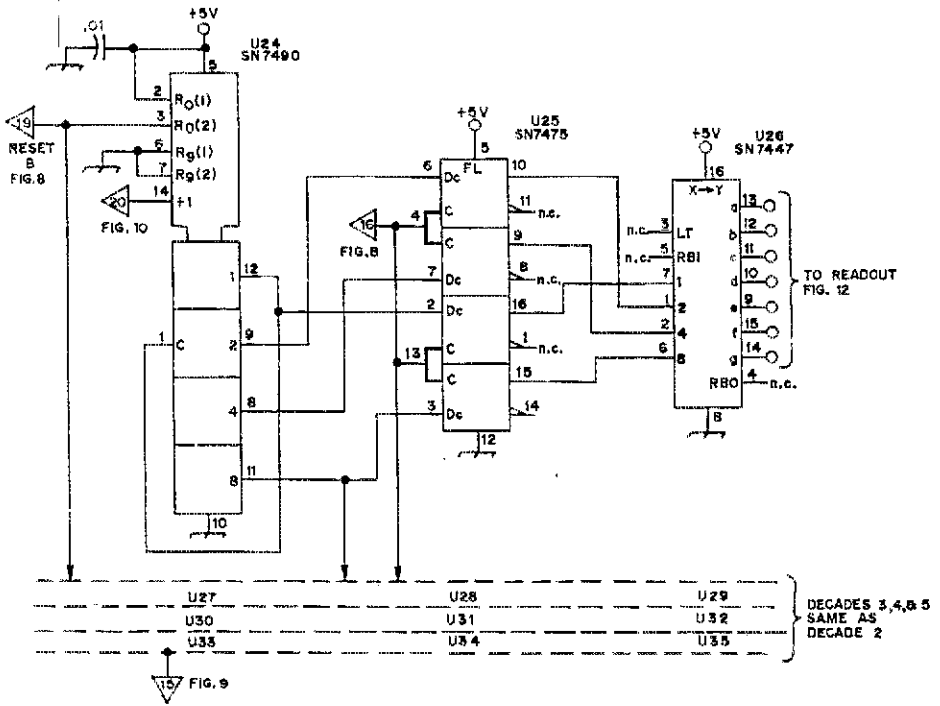 .01
+5V
U24
SN7490
5
2 R0(1)
3 R0(2)
19
RESET
B
FIG.8
6 R9(1)
7 R9(2)
14 +1
20
FIG. 10
1 12
1 C
2 9
4 8
8 11
10
+5V
U25
SN7475
5
FL
6 Dc 10
11 n.c.
16
FIG.8
4 C
C 9
8 n.c.
7 Dc
2 Dc 16
C 1 n.c.
13
C 15
3 Dc 14
12
+5V
U26
SN7447
16
X→Y
a 13
b 12
n.c. 3 LT
c 11
n.c. 5 RBI
d 10
7 1
e 9
1 2
f 15
2 4
g 14
6 8
RBO 4 n.c.
8
TO READOUT
FIG. 12
U27 U28 U29
U30 U31 U32
U33 U34 U35
DECADES 3,4,& 5
SAME AS
DECADE 2
15 FIG.9